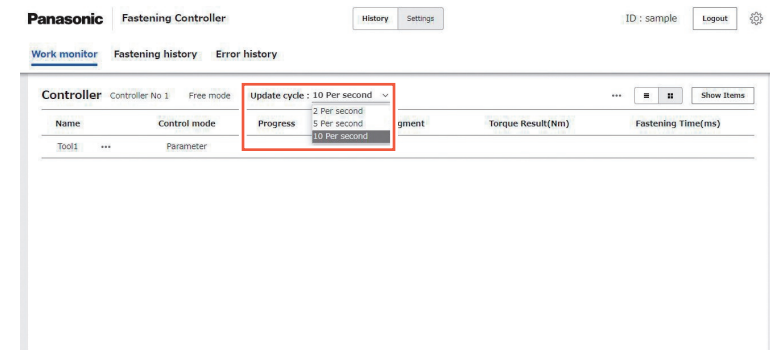 Panasonic Fastening Controller History Settings ID : sample Logout
Work monitor Fastening history Error history
Controller Controller No 1 Free mode Update cycle : 10 Per second ... Show Items
2 Per second
Name Control mode Progress 5 Per second gment Torque Result(Nm) Fastening Time(ms)
10 Per second
Tool1 ... Parameter